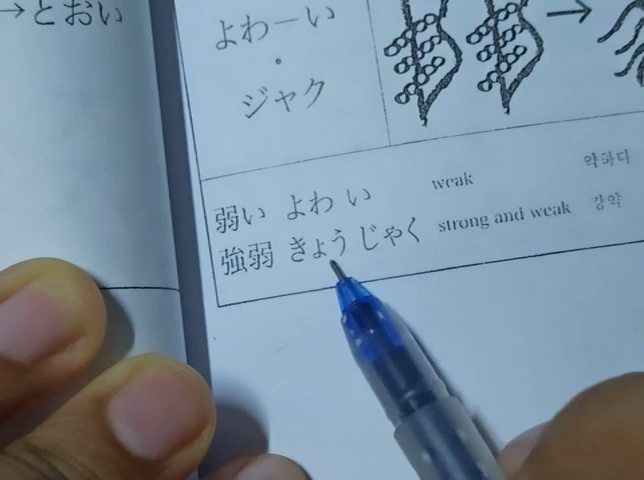 →とおい
よわーい
・
ジャク
→
弱い よわ い weak 약하다
強弱 きょう じゃく strong and weak 강약